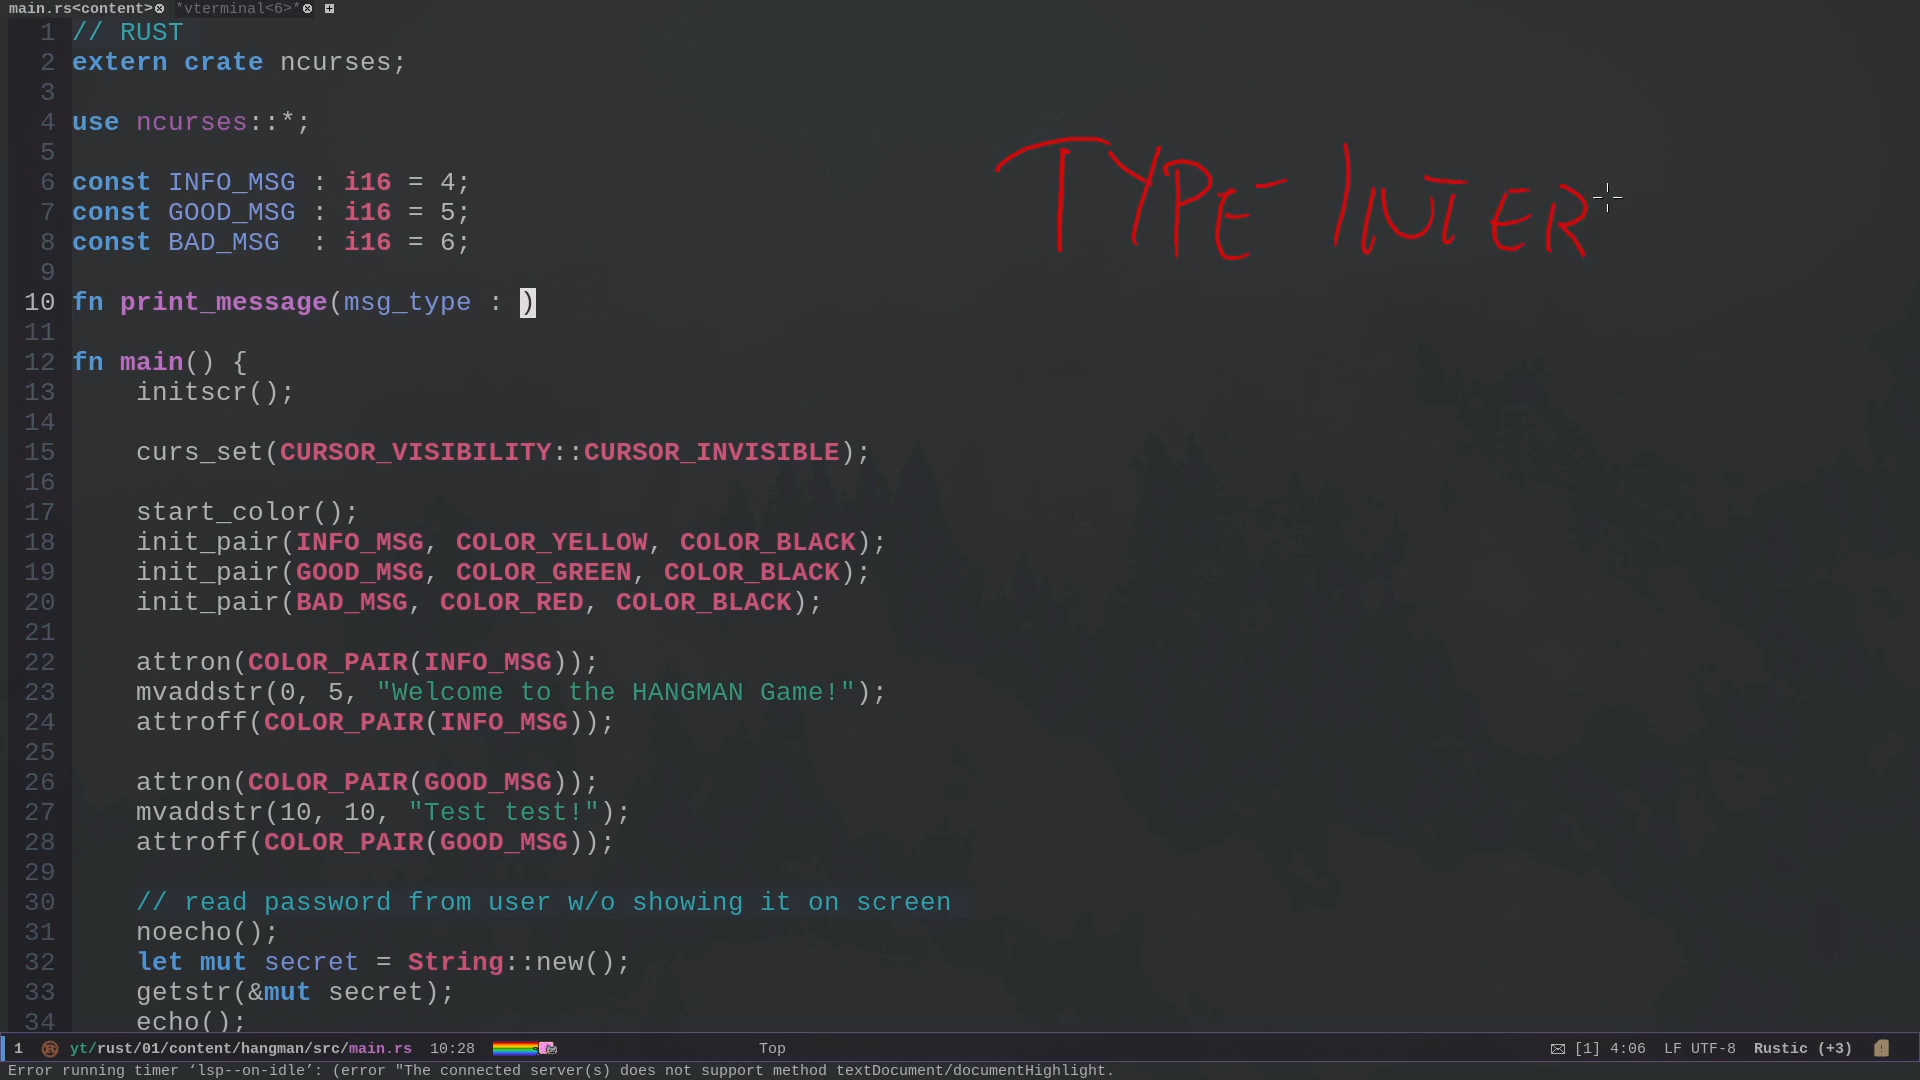 main.rs<content> *vterminal<6>*
1 // RUST
2 extern crate ncurses;
3
4 use ncurses::*;
5
6 const INFO_MSG : i16 = 4;
7 const GOOD_MSG : i16 = 5;
8 const BAD_MSG  : i16 = 6;
9
10 fn print_message(msg_type : )
11
12 fn main() {
13     initscr();
14
15     curs_set(CURSOR_VISIBILITY::CURSOR_INVISIBLE);
16
17     start_color();
18     init_pair(INFO_MSG, COLOR_YELLOW, COLOR_BLACK);
19     init_pair(GOOD_MSG, COLOR_GREEN, COLOR_BLACK);
20     init_pair(BAD_MSG, COLOR_RED, COLOR_BLACK);
21
22     attron(COLOR_PAIR(INFO_MSG));
23     mvaddstr(0, 5, "Welcome to the HANGMAN Game!");
24     attroff(COLOR_PAIR(INFO_MSG));
25
26     attron(COLOR_PAIR(GOOD_MSG));
27     mvaddstr(10, 10, "Test test!");
28     attroff(COLOR_PAIR(GOOD_MSG));
29
30     // read password from user w/o showing it on screen
31     noecho();
32     let mut secret = String::new();
33     getstr(&mut secret);
34     echo();
TYPE INTER
1 yt/rust/01/content/hangman/src/main.rs 10:28 Top [1] 4:06 LF UTF-8 Rustic (+3)
Error running timer ‘lsp--on-idle’: (error "The connected server(s) does not support method textDocument/documentHighlight.